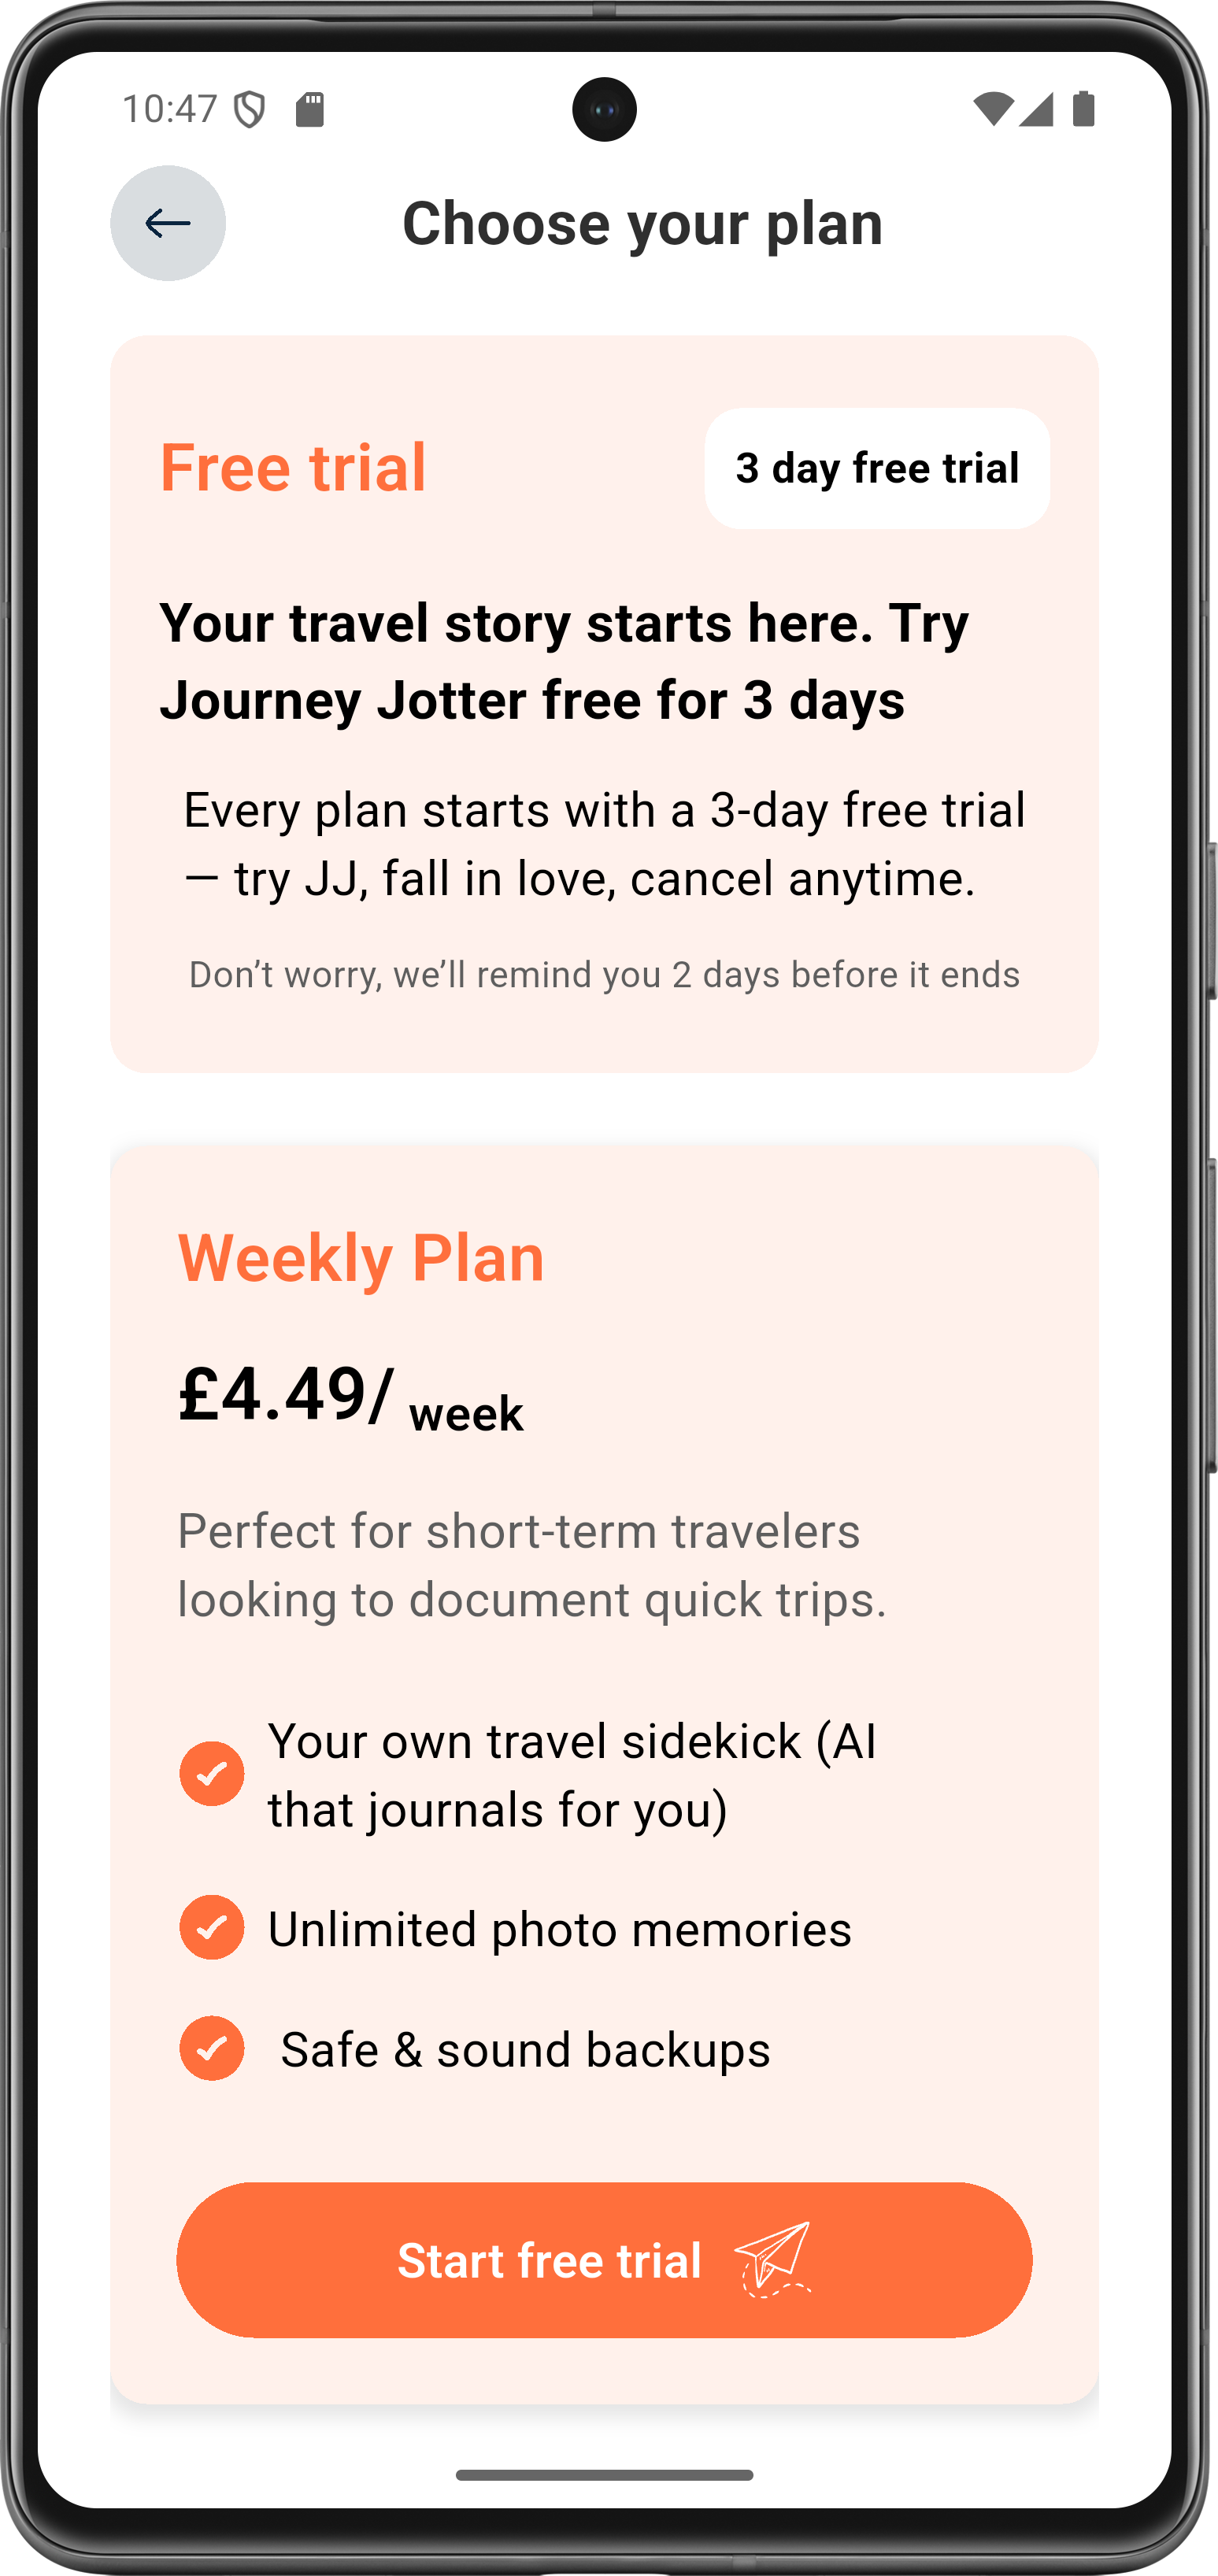 10:47
Choose your plan
Free trial
3 day free trial
Your travel story starts here. Try
Journey Jotter free for 3 days
Every plan starts with a 3-day free trial
— try JJ, fall in love, cancel anytime.
Don’t worry, we’ll remind you 2 days before it ends
Weekly Plan
£4.49/ week
Perfect for short-term travelers
looking to document quick trips.
Your own travel sidekick (AI
that journals for you)
Unlimited photo memories
Safe & sound backups
Start free trial